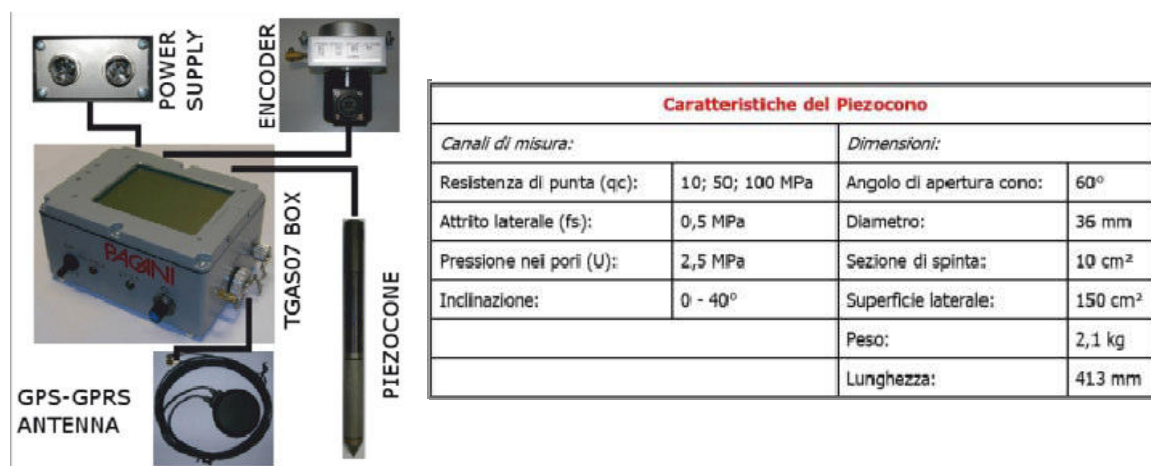 POWER
SUPPLY
ENCODER
PAGANI
TGAS07 BOX
PIEZOCONE
GPS-GPRS
ANTENNA
Caratteristiche del Piezocono
Canali di misura: Dimensioni:
Resistenza di punta (qc): 10; 50; 100 MPa Angolo di apertura cono: 60°
Attrito laterale (fs): 0,5 MPa Diametro: 36 mm
Pressione nei pori (U): 2,5 MPa Sezione di spinta: 10 cm²
Inclinazione: 0 - 40° Superficie laterale: 150 cm²
Peso: 2,1 kg
Lunghezza: 413 mm